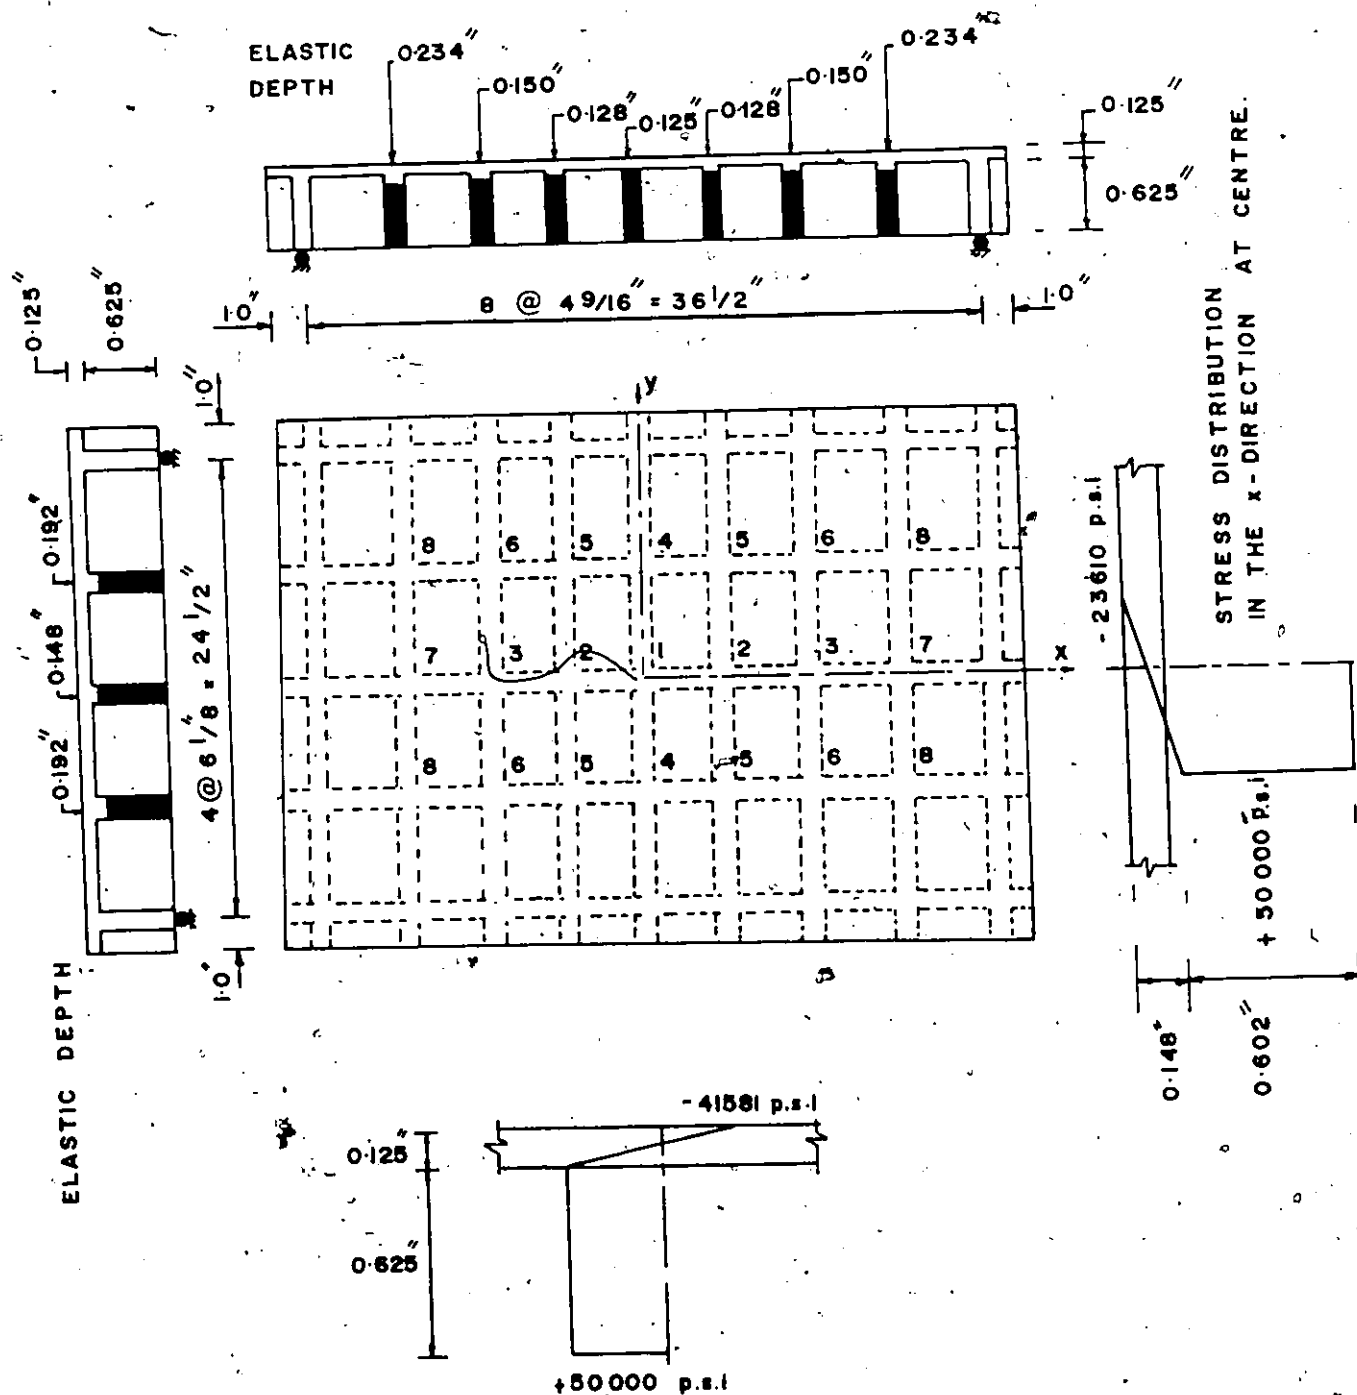 ELASTIC
DEPTH
0·234"
0·150"
0·128"
0·125"
0·128"
0·150"
0·234"
0·125"
0·625"
1·0"
8 @ 4 9/16" = 36 1/2"
1·0"
0·125"
0·625"
1·0"
0·192"
0·148"
0·192"
4 @ 6 1/8" = 24 1/2"
1·0"
ELASTIC DEPTH
y
x
8 6 5 4 5 6 8
7 3 2 1 2 3 7
8 6 5 4 5 6 8
STRESS DISTRIBUTION
IN THE x-DIRECTION AT CENTRE.
-23610 p.s.i
+50000 p.s.i
0·148"
0·602"
-41581 p.s.i
0·125"
0·625"
+50000 p.s.i